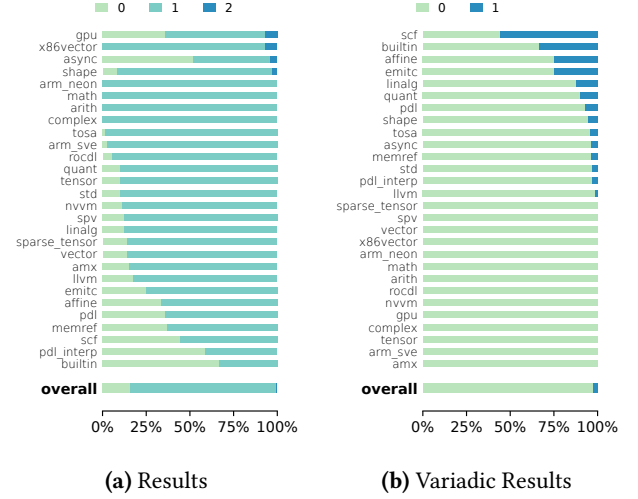 0 1 2
gpu
x86vector
async
shape
arm_neon
math
arith
complex
tosa
arm_sve
rocdl
quant
tensor
std
nvvm
spv
linalg
sparse_tensor
vector
amx
llvm
emitc
affine
pdl
memref
scf
pdl_interp
builtin
overall
0% 25% 50% 75% 100%
(a) Results
0 1
scf
builtin
affine
emitc
linalg
quant
pdl
shape
tosa
async
memref
std
pdl_interp
llvm
sparse_tensor
spv
vector
x86vector
arm_neon
math
arith
rocdl
nvvm
gpu
complex
tensor
arm_sve
amx
overall
0% 25% 50% 75% 100%
(b) Variadic Results